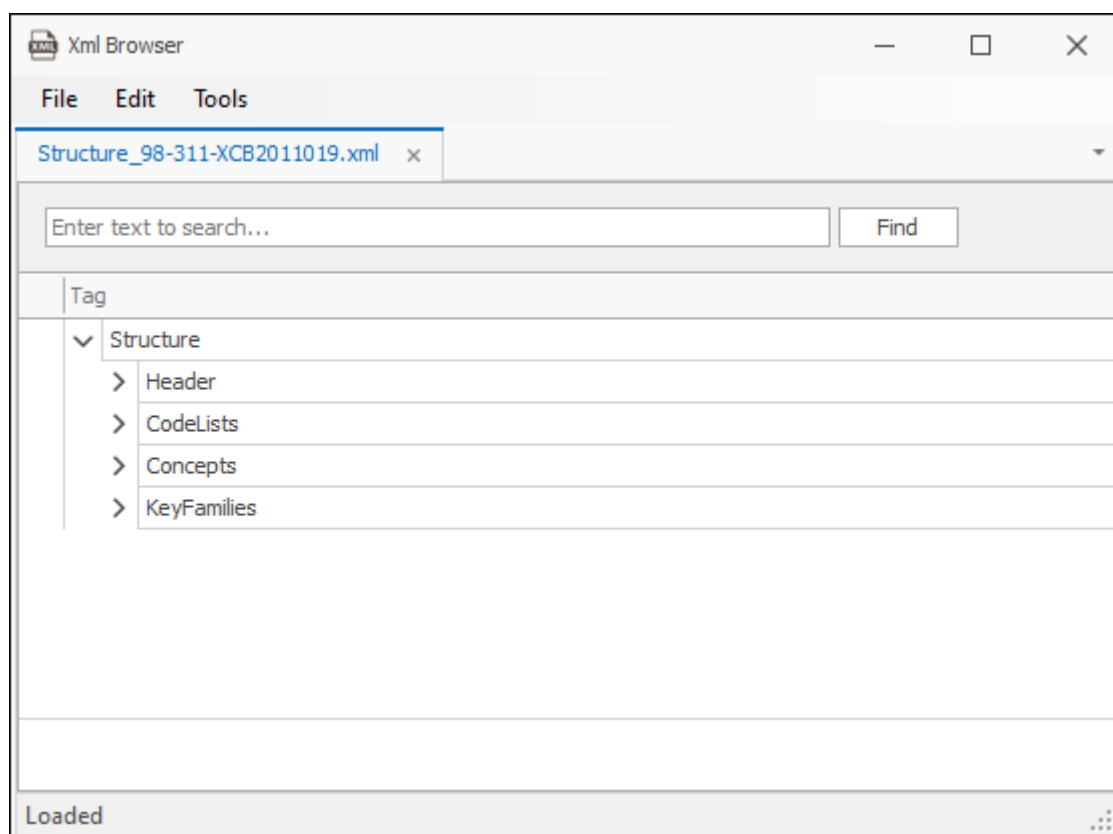 XML Xml Browser
File Edit Tools
Structure_98-311-XCB2011019.xml
Enter text to search... Find
Tag
Structure
Header
CodeLists
Concepts
KeyFamilies
Loaded